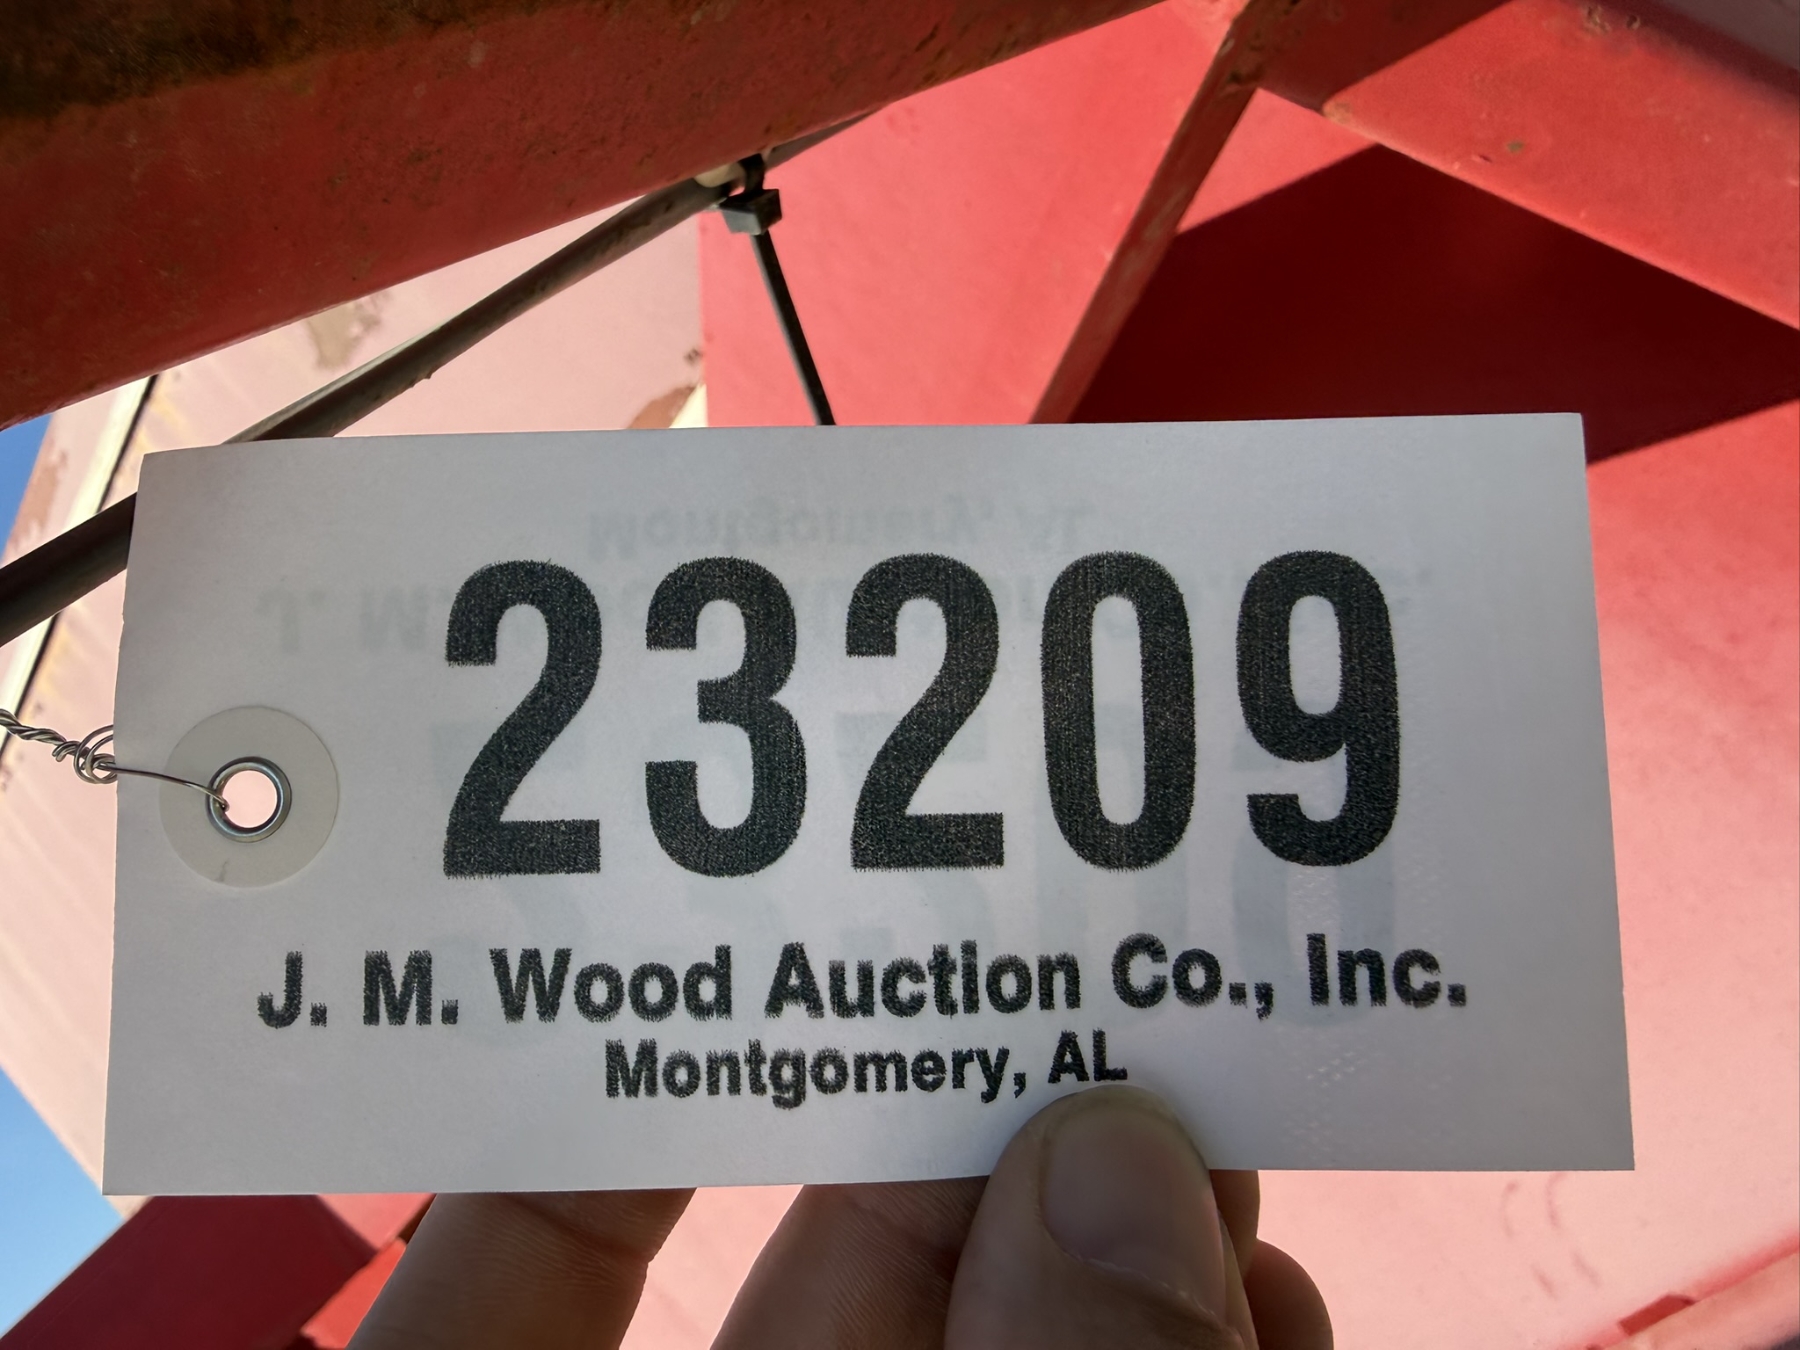 23209
J. M. Wood Auction Co., Inc.
Montgomery, AL